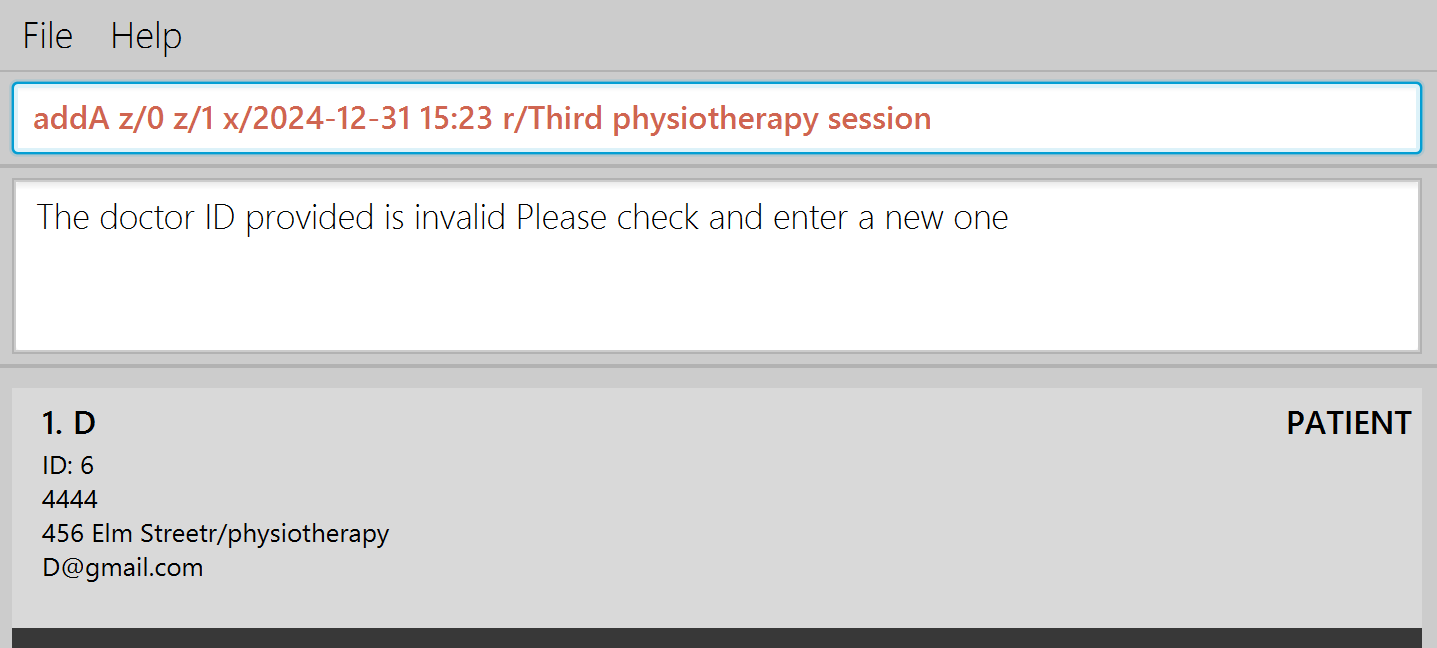 File Help
addA z/0 z/1 x/2024-12-31 15:23 r/Third physiotherapy session
The doctor ID provided is invalid Please check and enter a new one
1. D PATIENT
ID: 6
4444
456 Elm Streetr/physiotherapy
D@gmail.com